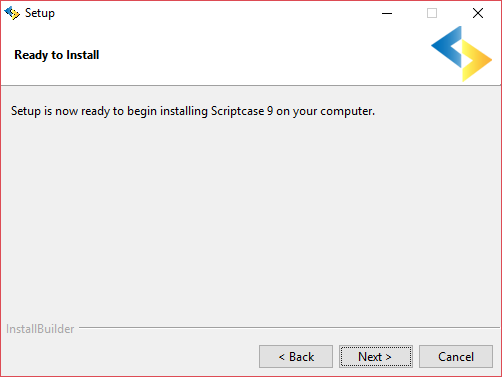 Setup
Ready to Install
Setup is now ready to begin installing Scriptcase 9 on your computer.
InstallBuilder
< Back
Next >
Cancel